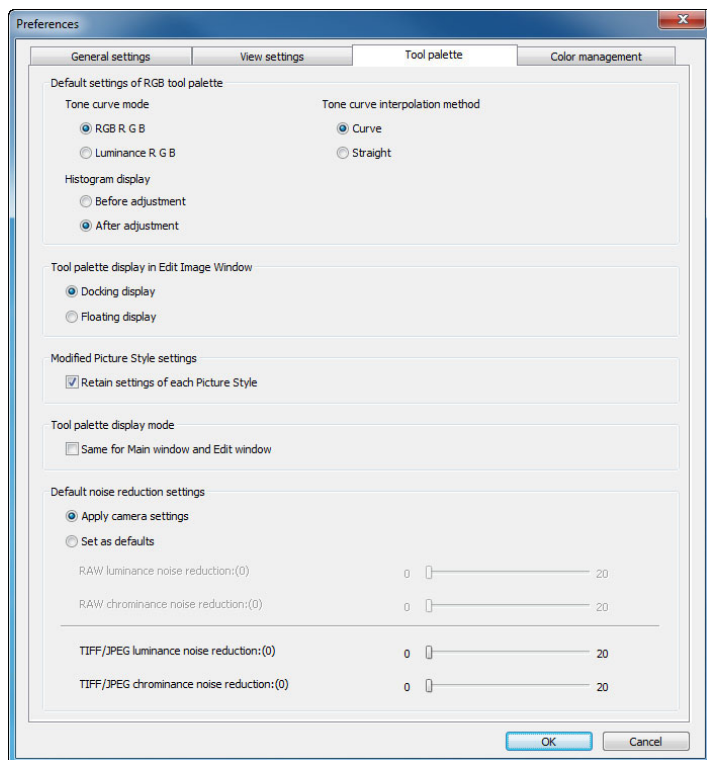 Preferences
General settings View settings Tool palette Color management
Default settings of RGB tool palette
Tone curve mode Tone curve interpolation method
RGB R G B Curve
Luminance R G B Straight
Histogram display
Before adjustment
After adjustment
Tool palette display in Edit Image Window
Docking display
Floating display
Modified Picture Style settings
Retain settings of each Picture Style
Tool palette display mode
Same for Main window and Edit window
Default noise reduction settings
Apply camera settings
Set as defaults
RAW luminance noise reduction:(0) 0 20
RAW chrominance noise reduction:(0) 0 20
TIFF/JPEG luminance noise reduction:(0) 0 20
TIFF/JPEG chrominance noise reduction:(0) 0 20
OK Cancel